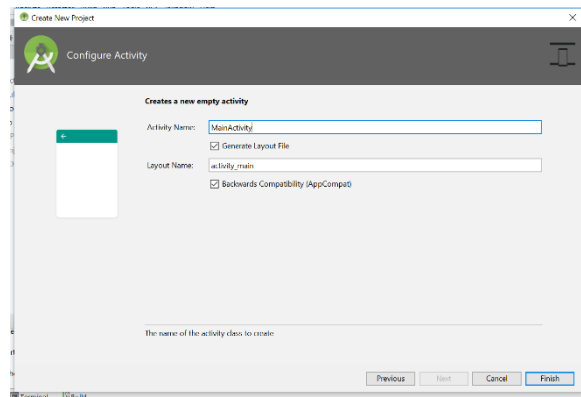 Create New Project
Configure Activity
Creates a new empty activity
Activity Name: MainActivity
Generate Layout File
Layout Name: activity_main
Backwards Compatibility (AppCompat)
The name of the activity class to create
Previous Next Cancel Finish
Terminal